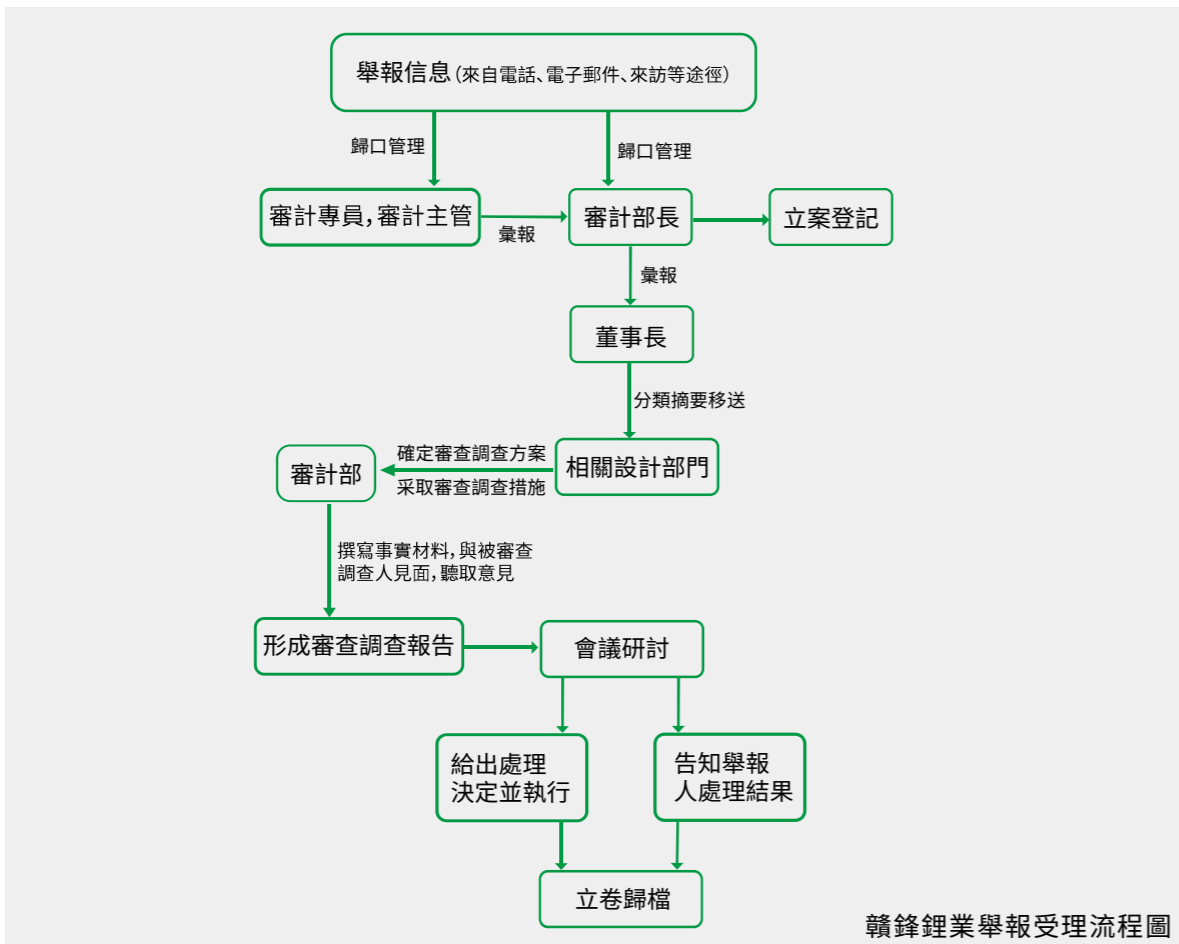 舉報信息(來自電話、電子郵件、來訪等途徑)
歸口管理
歸口管理
審計專員,審計主管
彙報
審計部長
立案登記
彙報
董事長
分類摘要移送
相關設計部門
確定審查調查方案
采取審查調查措施
審計部
撰寫事實材料,與被審查
調查人見面,聽取意見
形成審查調查報告
會議研討
給出處理
決定並執行
告知舉報
人處理結果
立卷歸檔
贛鋒鋰業舉報受理流程圖